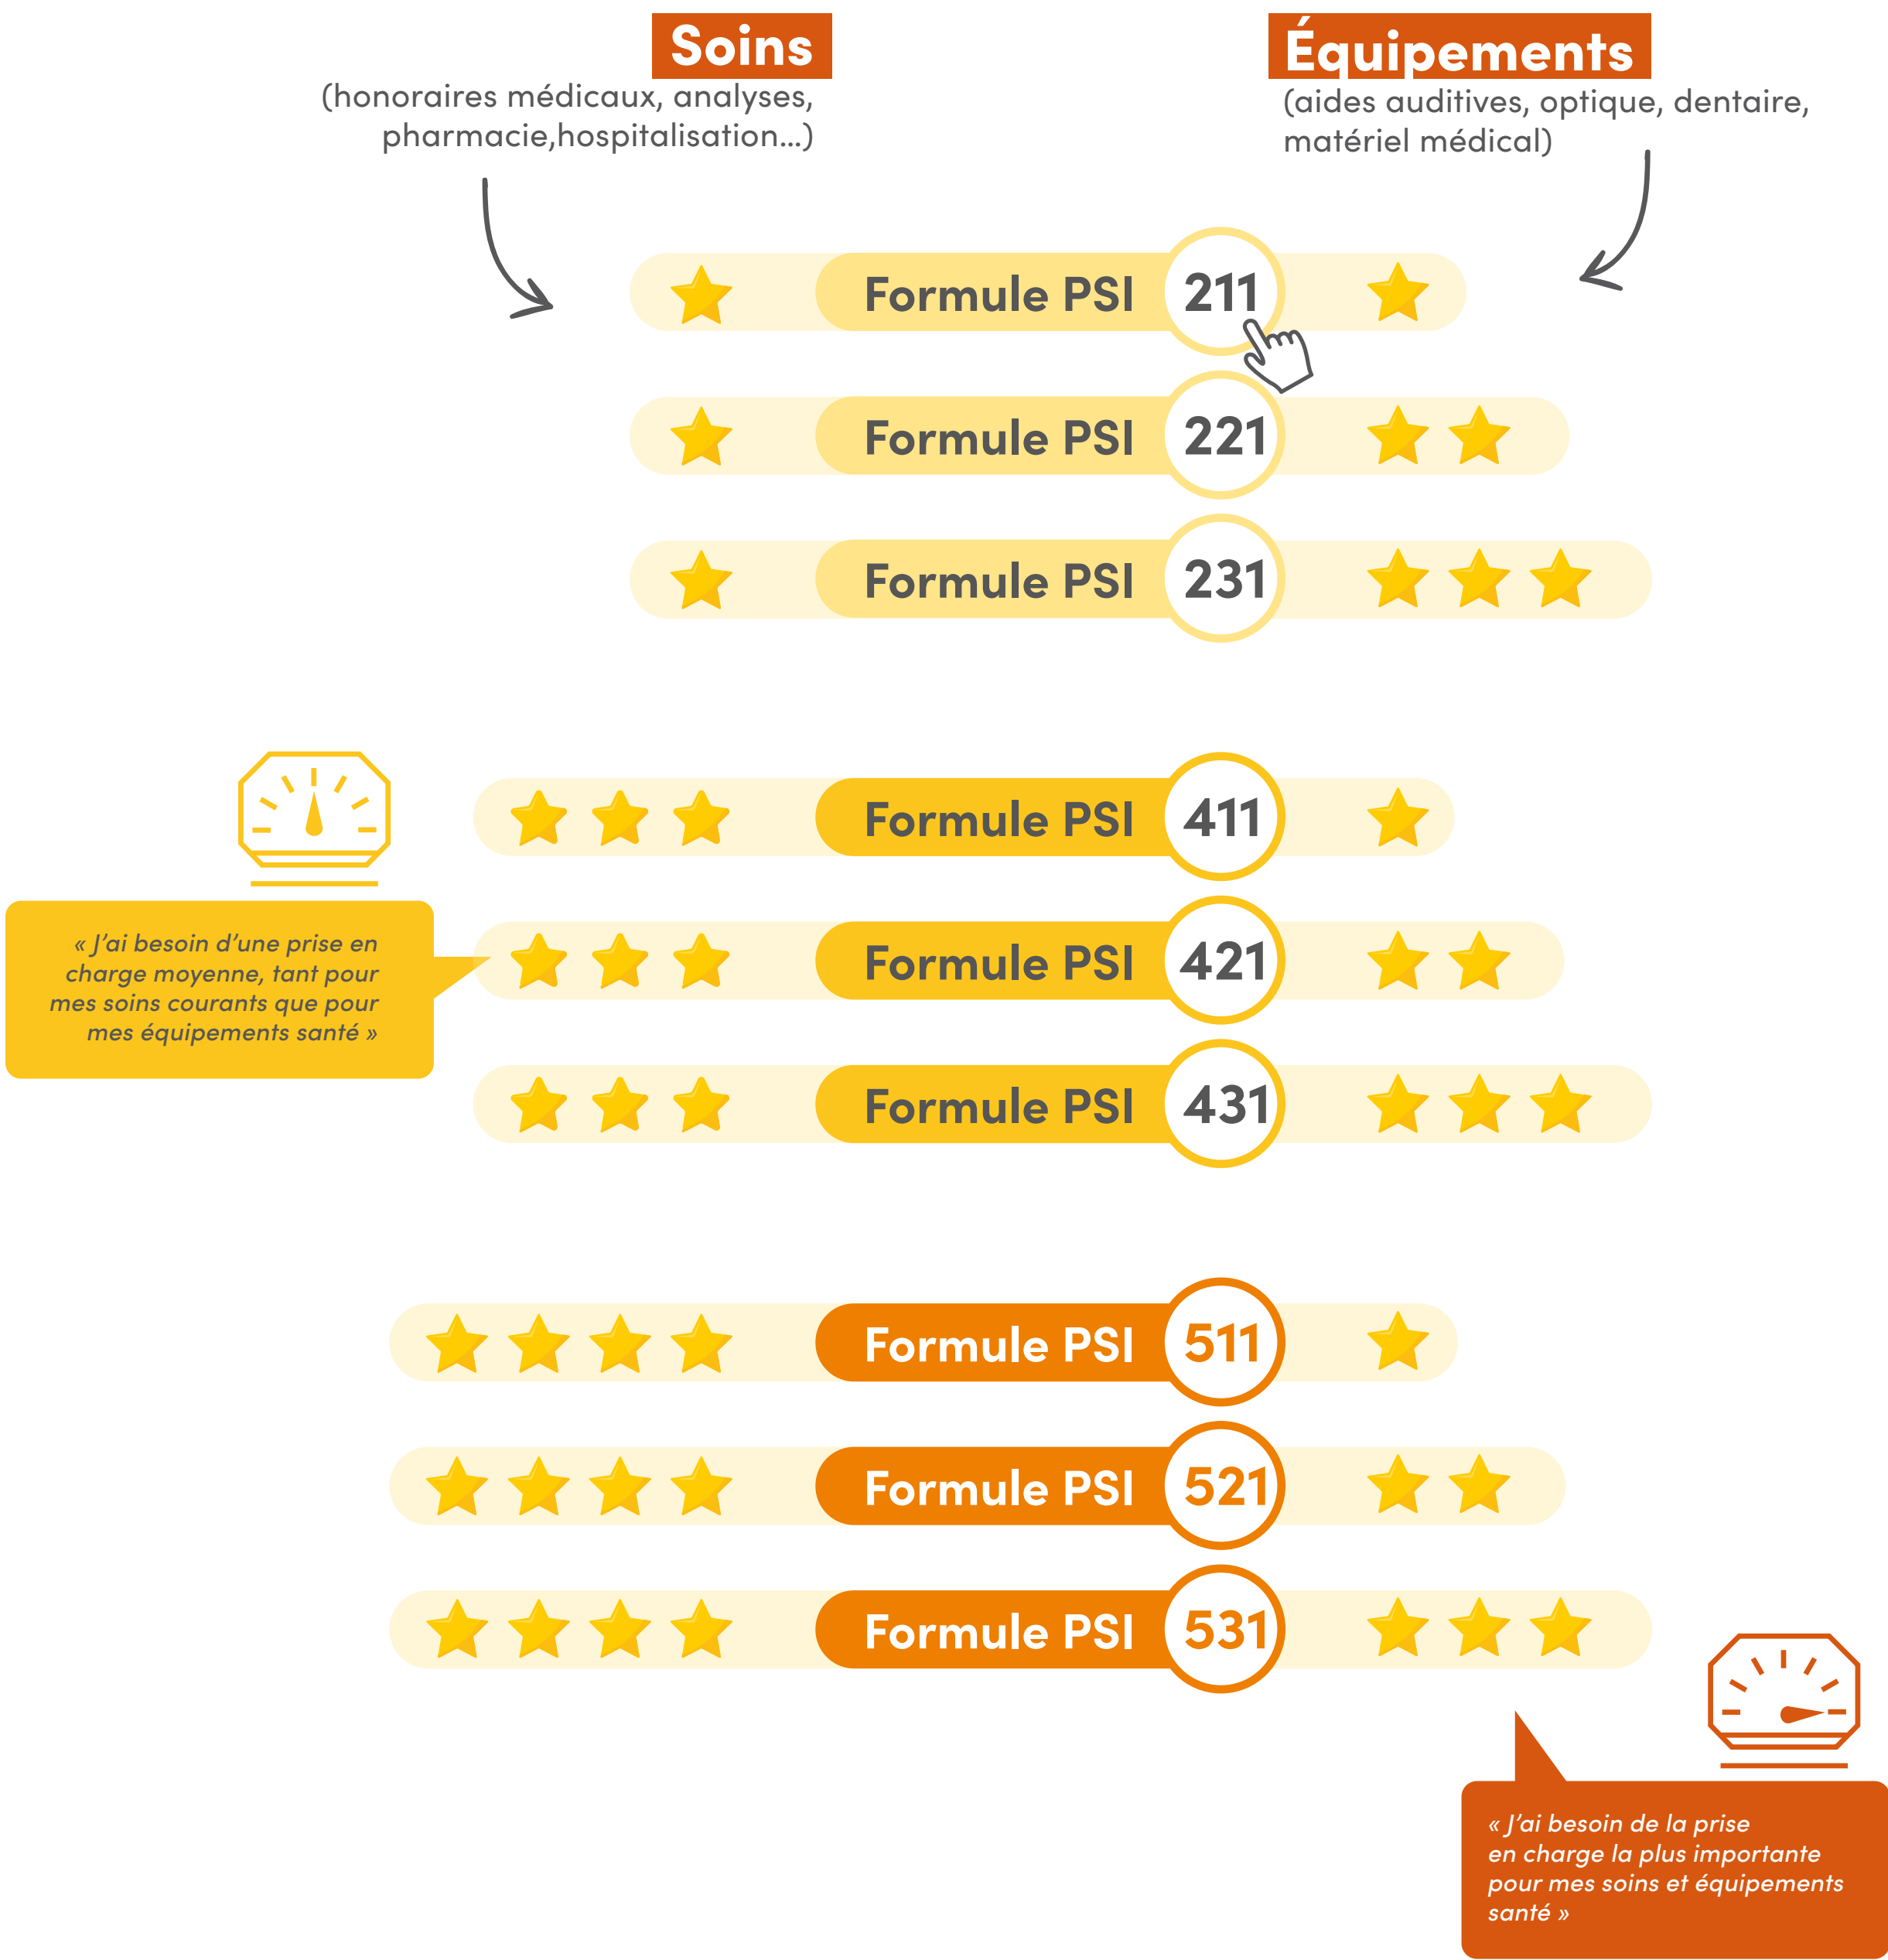 Soins
(honoraires médicaux, analyses,
pharmacie,hospitalisation...)
Équipements
(aides auditives, optique, dentaire,
matériel médical)
Formule PSI 211
Formule PSI 221
Formule PSI 231
Formule PSI 411
Formule PSI 421
Formule PSI 431
« J'ai besoin d'une prise en
charge moyenne, tant pour
mes soins courants que pour
mes équipements santé »
Formule PSI 511
Formule PSI 521
Formule PSI 531
« J'ai besoin de la prise
en charge la plus importante
pour mes soins et équipements
santé »